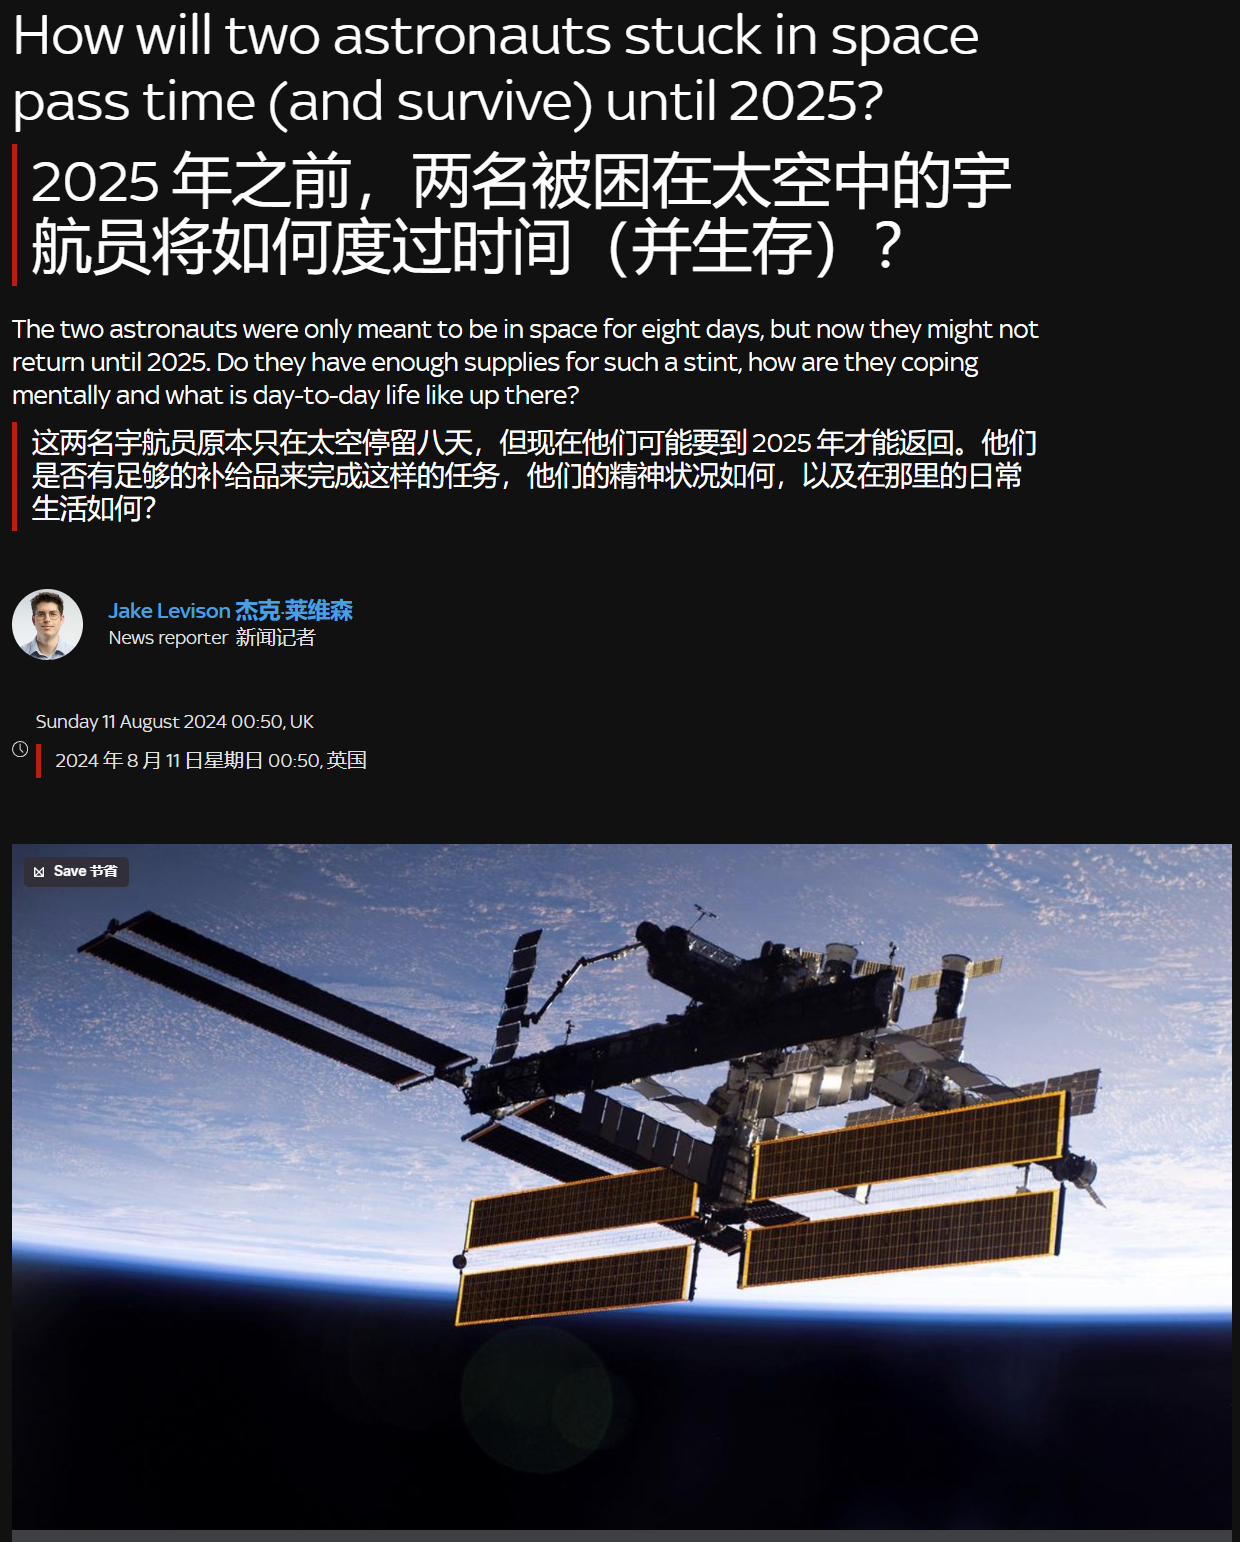 How will two astronauts stuck in space
pass time (and survive) until 2025?
2025 年之前，两名被困在太空中的宇
航员将如何度过时间（并生存）？
The two astronauts were only meant to be in space for eight days, but now they might not
return until 2025. Do they have enough supplies for such a stint, how are they coping
mentally and what is day-to-day life like up there?
这两名宇航员原本只在太空停留八天，但现在他们可能要到 2025 年才能返回。他们
是否有足够的补给品来完成这样的任务，他们的精神状况如何，以及在那里的日常
生活如何？
Jake Levison 杰克·莱维森
News reporter 新闻记者
Sunday 11 August 2024 00:50, UK
2024 年 8 月 11 日星期日 00:50, 英国
Save 节省